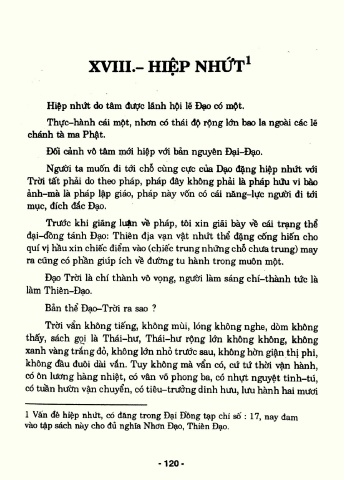 XVIII.– HIỆP NHỨT1
Hiệp nhứt do tâm được lãnh hội lẽ Đạo có một.
Thực-hành cái một, nhơn có thái độ rộng lớn bao la ngoài các lẽ
chánh tà ma Phật.
Đối cảnh vô tâm mới hiệp với bản nguyên Đại-Đạo.
Người ta muốn đi tới chỗ cùng cực của Đạo đặng hiệp nhứt với
Trời tất phải do theo pháp, pháp đây không phải là pháp hữu vi bào
ảnh-mà là pháp lập giáo, pháp này vốn có cái năng-lực người đi tới
mục, đích đắc Đạo.
Trước khi giảng luận về pháp, tôi xin giải bày về cái trạng thể
đại-đồng tánh Đạo: Thiên địa vạn vật nhứt thể đặng cống hiến cho
quí vị hầu xin chiếc điểm vào (chiếc trung những chỗ chưa trung) may
ra cũng có phần giúp ích về đường tu hành trong muôn một.
Đạo Trời là chí thành vô vọng, người làm sáng chí-thành tức là
làm Thiên-Đạo.
Bản thể Đạo-Trời ra sao ?
Trời vẫn không tiếng, không mùi, lóng không nghe, dòm không
thấy, sách gọi là Thái-hư, Thái-hư rộng lớn không không, không
xanh vàng trắng đỏ, không lớn nhỏ trước sau, không hờn giận thị phi,
không đầu đuôi dài vắn. Tuy không mà vẫn có, cứ tứ thời vận hành,
có ôn lương hàng nhiệt, có vân vô phong ba, có nhựt nguyệt tinh-tú,
có tuần hườn vận chuyển, có tiêu-trưởng dinh hưu, lưu hành hai mươi
1 Vấn đề hiệp nhứt, có đăng trong Đại Đồng tạp chí số : 17, nay đam
vào tập sách này cho đủ nghĩa Nhơn Đạo, Thiên Đạo.
- 120 -